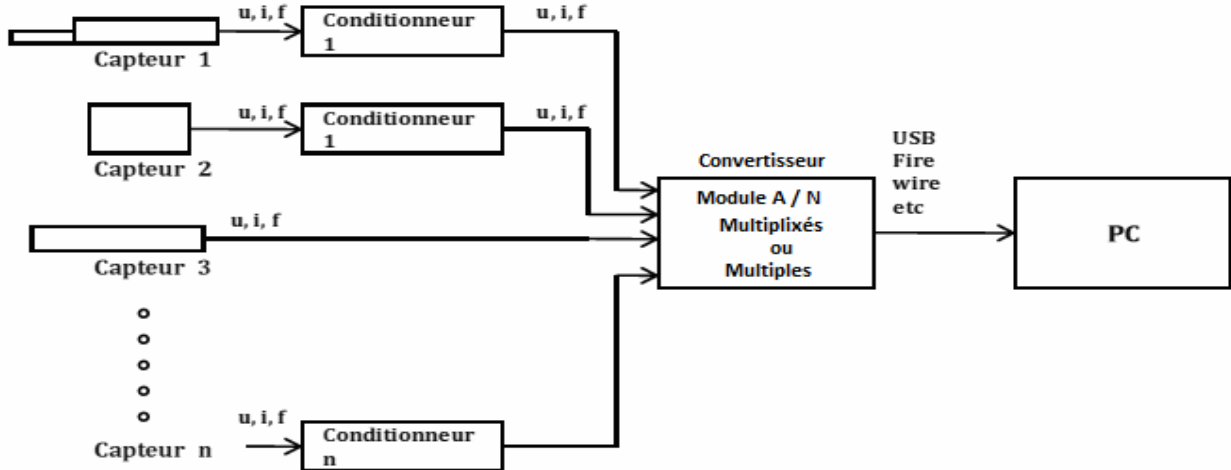 u, i, f
Conditionneur
1
u, i, f
Capteur 1
u, i, f
Conditionneur
1
u, i, f
Capteur 2
Convertisseur
Module A / N
Multiplixés
ou
Multiples
USB
Fire
wire
etc
PC
u, i, f
Capteur 3
u, i, f
Conditionneur
n
Capteur n